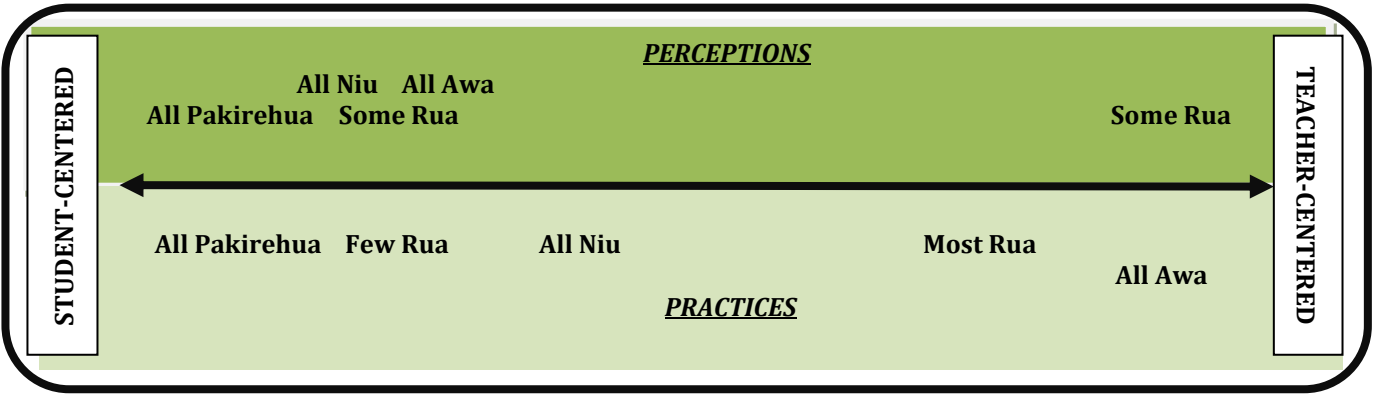 STUDENT-CENTERED
PERCEPTIONS
All Niu All Awa
All Pakirehua Some Rua Some Rua
All Pakirehua Few Rua All Niu Most Rua
All Awa
PRACTICES
TEACHER-CENTERED